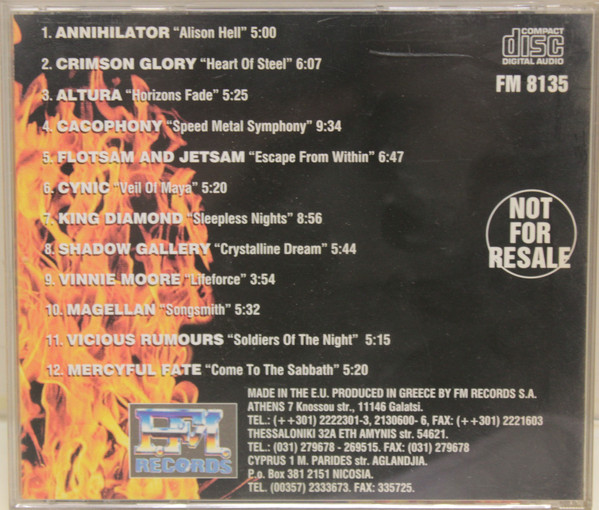 1. ANNIHILATOR "Alison Hell" 5:00
2. CRIMSON GLORY "Heart Of Steel" 6:07
3. ALTURA "Horizons Fade" 5:25
4. CACOPHONY "Speed Metal Symphony" 9:34
5. FLOTSAM AND JETSAM "Escape From Within" 6:47
6. CYNIC "Veil Of Maya" 5:20
7. KING DIAMOND "Sleepless Nights" 8:56
8. SHADOW GALLERY "Crystalline Dream" 5:44
9. VINNIE MOORE "Lifeforce" 3:54
10. MAGELLAN "Songsmith" 5:32
11. VICIOUS RUMOURS "Soldiers Of The Night" 5:15
12. MERCYFUL FATE "Come To The Sabbath" 5:20
COMPACT
disc
DIGITAL AUDIO
FM 8135
NOT
FOR
RESALE
F.M.
RECORDS
MADE IN THE E.U. PRODUCED IN GREECE BY FM RECORDS S.A.
ATHENS 7 Knossou str., 11146 Galatsi.
TEL.: (++301) 2222301-3, 2130600- 6, FAX: (++301) 2221603
THESSALONIKI 32A ETH AMYNIS str. 54621.
TEL.: (031) 279678 - 269515. FAX: (031) 279678
CYPRUS 1 M. PARIDES str. AGLANDJIA.
P.o. Box 381 2151 NICOSIA.
TEL. (00357) 2333673. FAX: 335725.